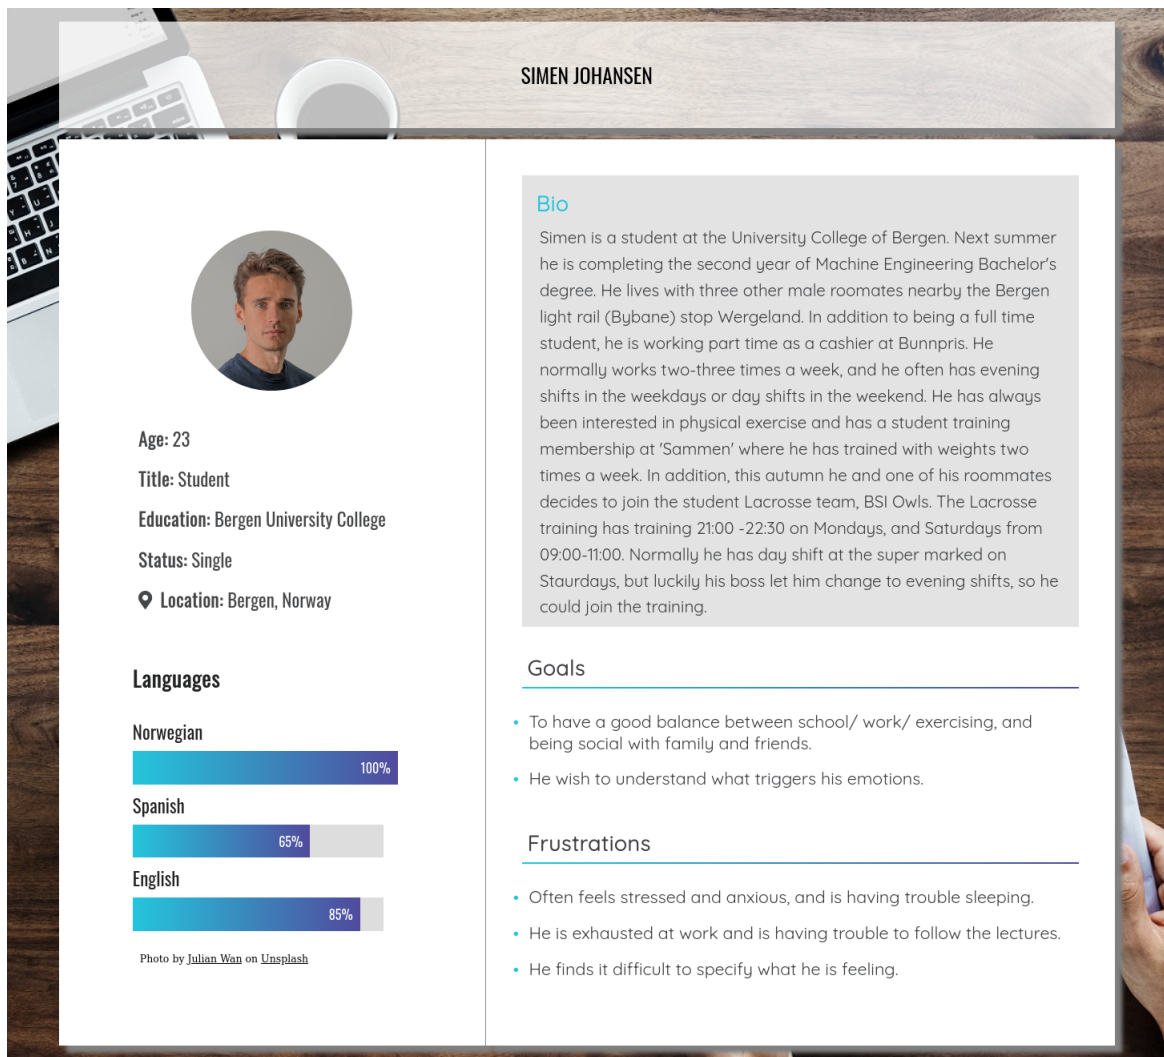 SIMEN JOHANSEN
Age: 23
Title: Student
Education: Bergen University College
Status: Single
Location: Bergen, Norway
Languages
Norwegian
100%
Spanish
65%
English
85%
Photo by Julian Wan on Unsplash
Bio
Simen is a student at the University College of Bergen. Next summer
he is completing the second year of Machine Engineering Bachelor's
degree. He lives with three other male roomates nearby the Bergen
light rail (Bybane) stop Wergeland. In addition to being a full time
student, he is working part time as a cashier at Bunnpris. He
normally works two-three times a week, and he often has evening
shifts in the weekdays or day shifts in the weekend. He has always
been interested in physical exercise and has a student training
membership at 'Sammen' where he has trained with weights two
times a week. In addition, this autumn he and one of his roommates
decides to join the student Lacrosse team, BSI Owls. The Lacrosse
training has training 21:00 -22:30 on Mondays, and Saturdays from
09:00-11:00. Normally he has day shift at the super marked on
Staurdays, but luckily his boss let him change to evening shifts, so he
could join the training.
Goals
• To have a good balance between school/ work/ exercising, and
being social with family and friends.
• He wish to understand what triggers his emotions.
Frustrations
• Often feels stressed and anxious, and is having trouble sleeping.
• He is exhausted at work and is having trouble to follow the lectures.
• He finds it difficult to specify what he is feeling.